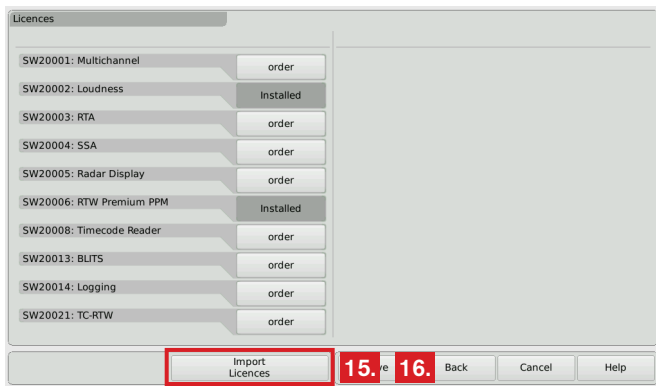 Licences
SW20001: Multichannel
order
SW20002: Loudness
Installed
SW20003: RTA
order
SW20004: SSA
order
SW20005: Radar Display
order
SW20006: RTW Premium PPM
Installed
SW20008: Timecode Reader
order
SW20013: BLITS
order
SW20014: Logging
order
SW20021: TC-RTW
order
Import
Licences
15.
16.
Back
Cancel
Help